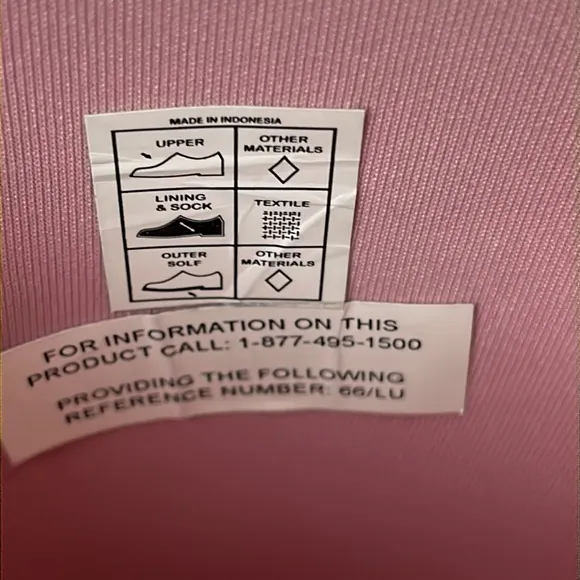 MADE IN INDONESIA
UPPER
OTHER
MATERIALS
LINING
& SOCK
TEXTILE
OUTER
SOLE
OTHER
MATERIALS
FOR INFORMATION ON THIS
PRODUCT CALL: 1-877-495-1500
PROVIDING THE FOLLOWING
REFERENCE NUMBER: 66/LU